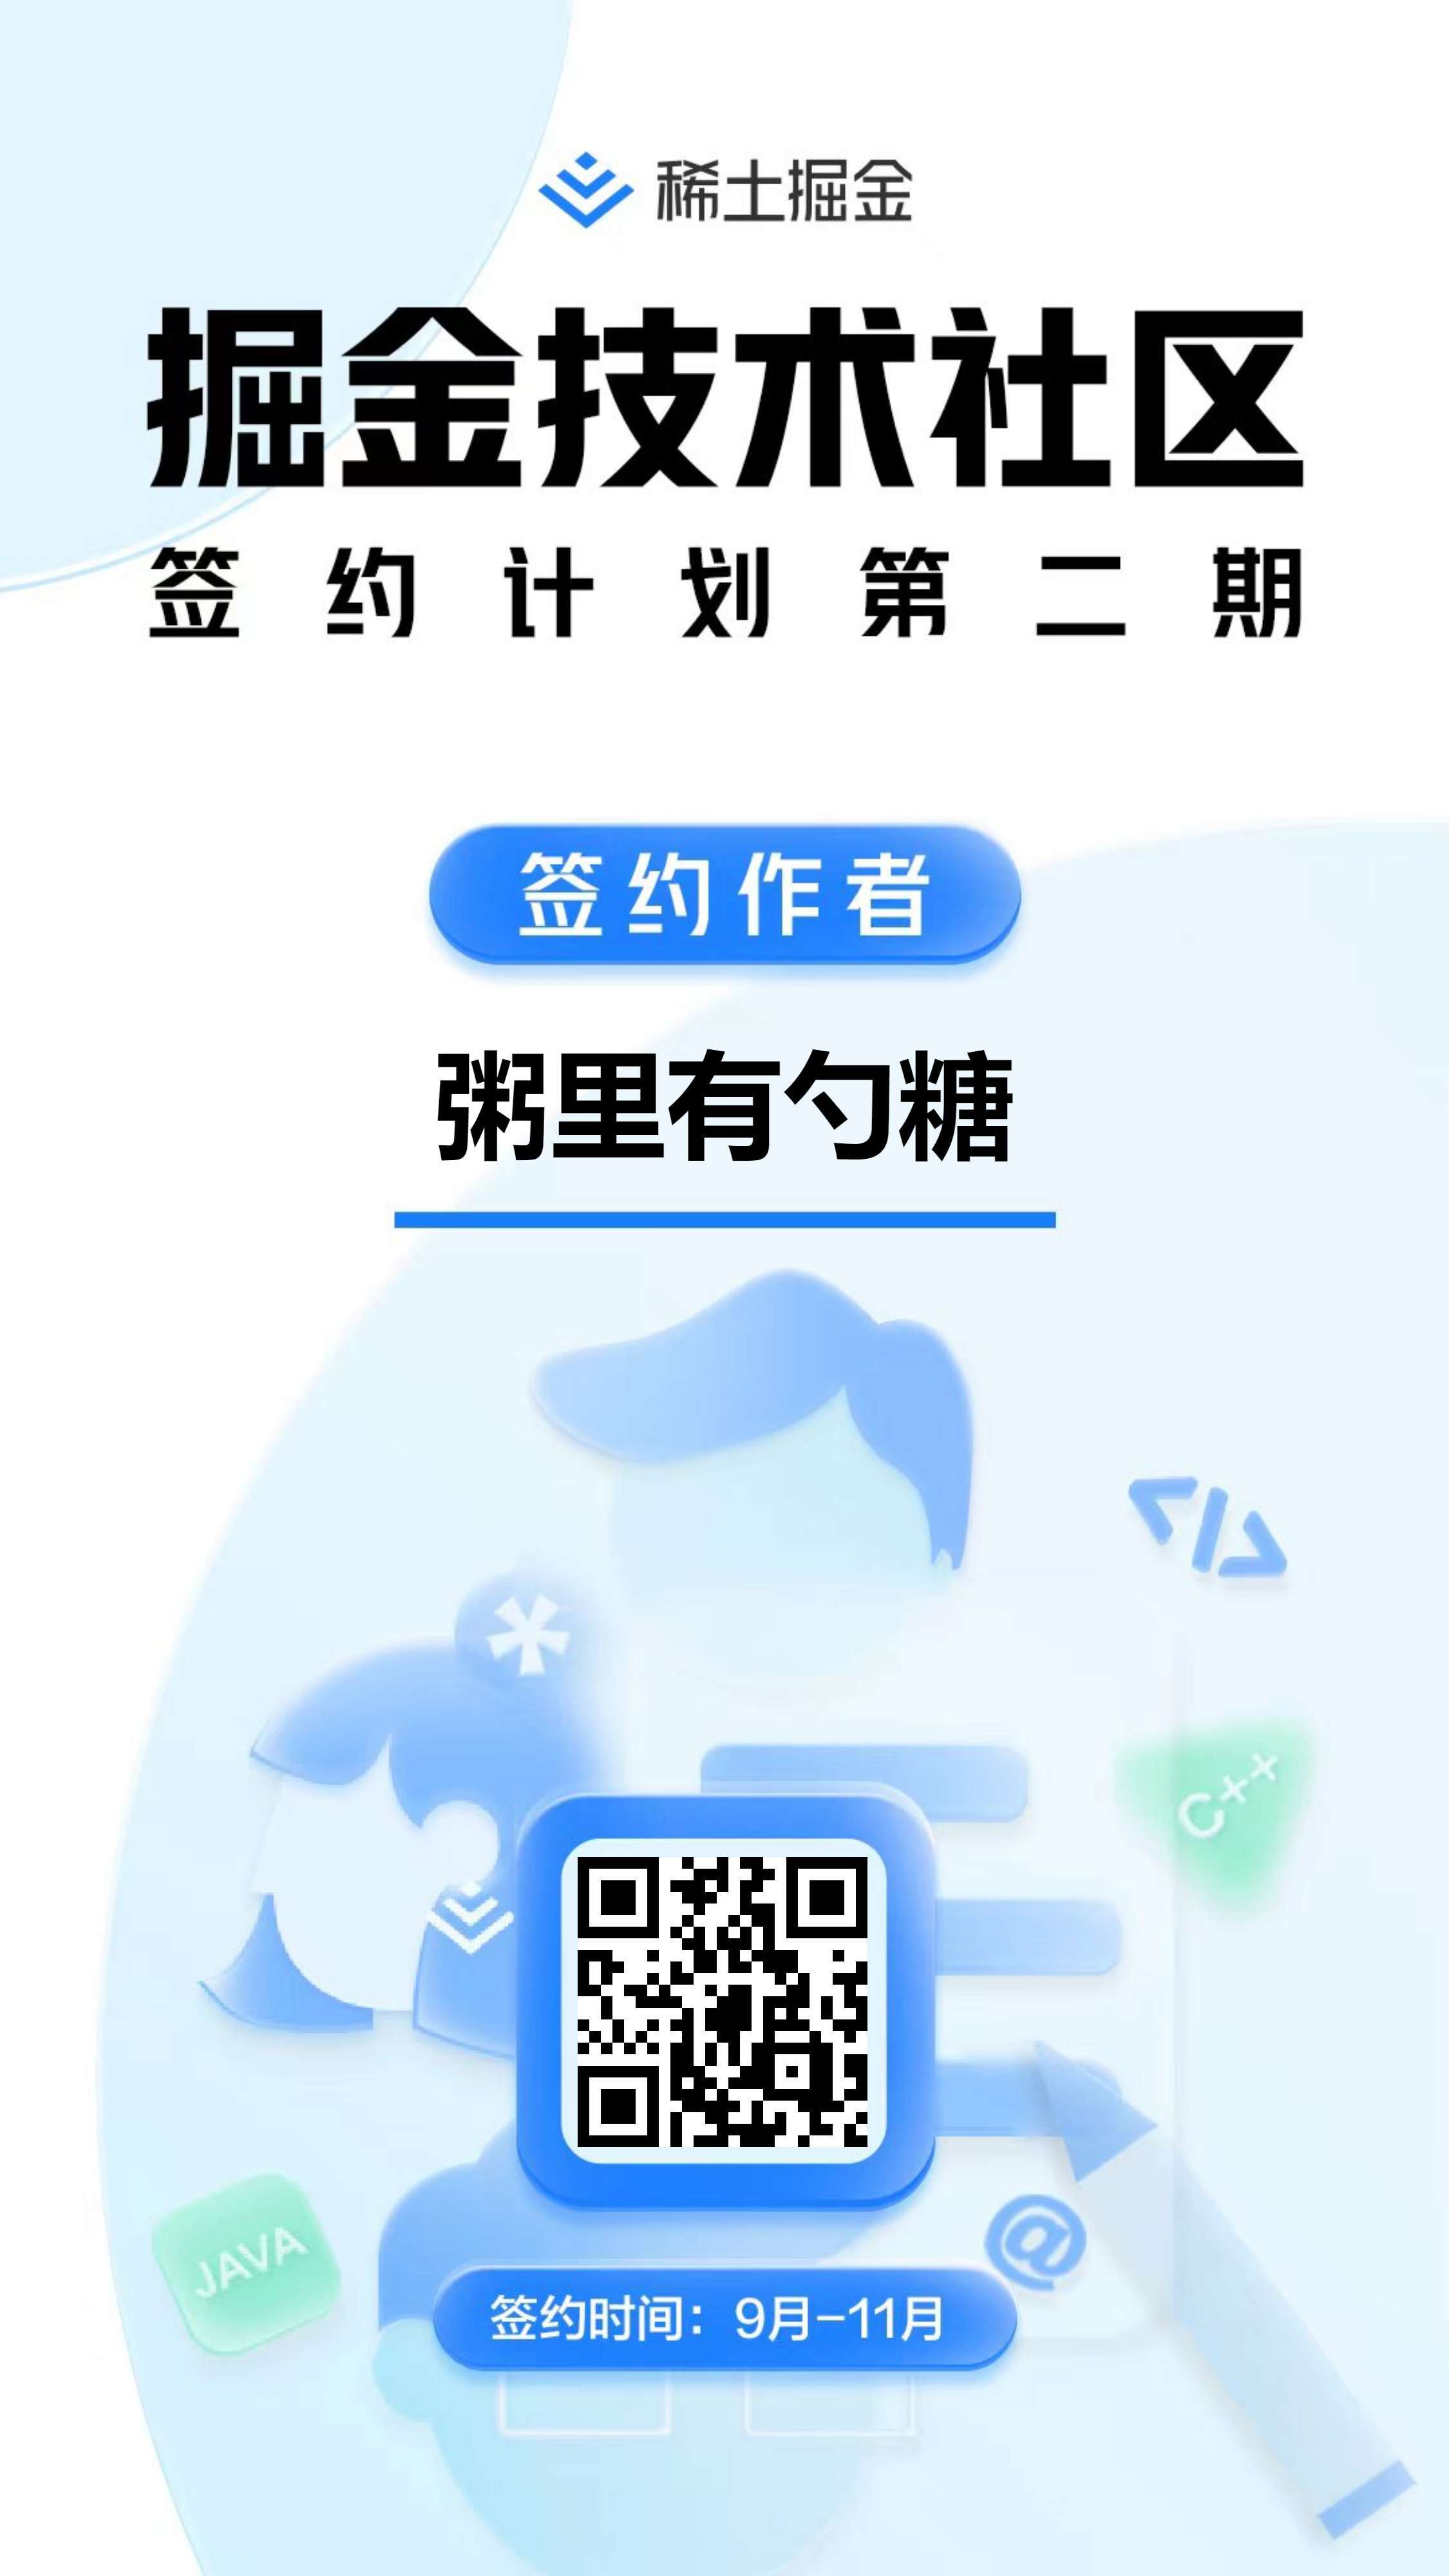 稀土掘金
掘金技术社区
签约计划第二期
签约作者
粥里有勺糖
</>
*
C++
JAVA
@
签约时间：9月-11月